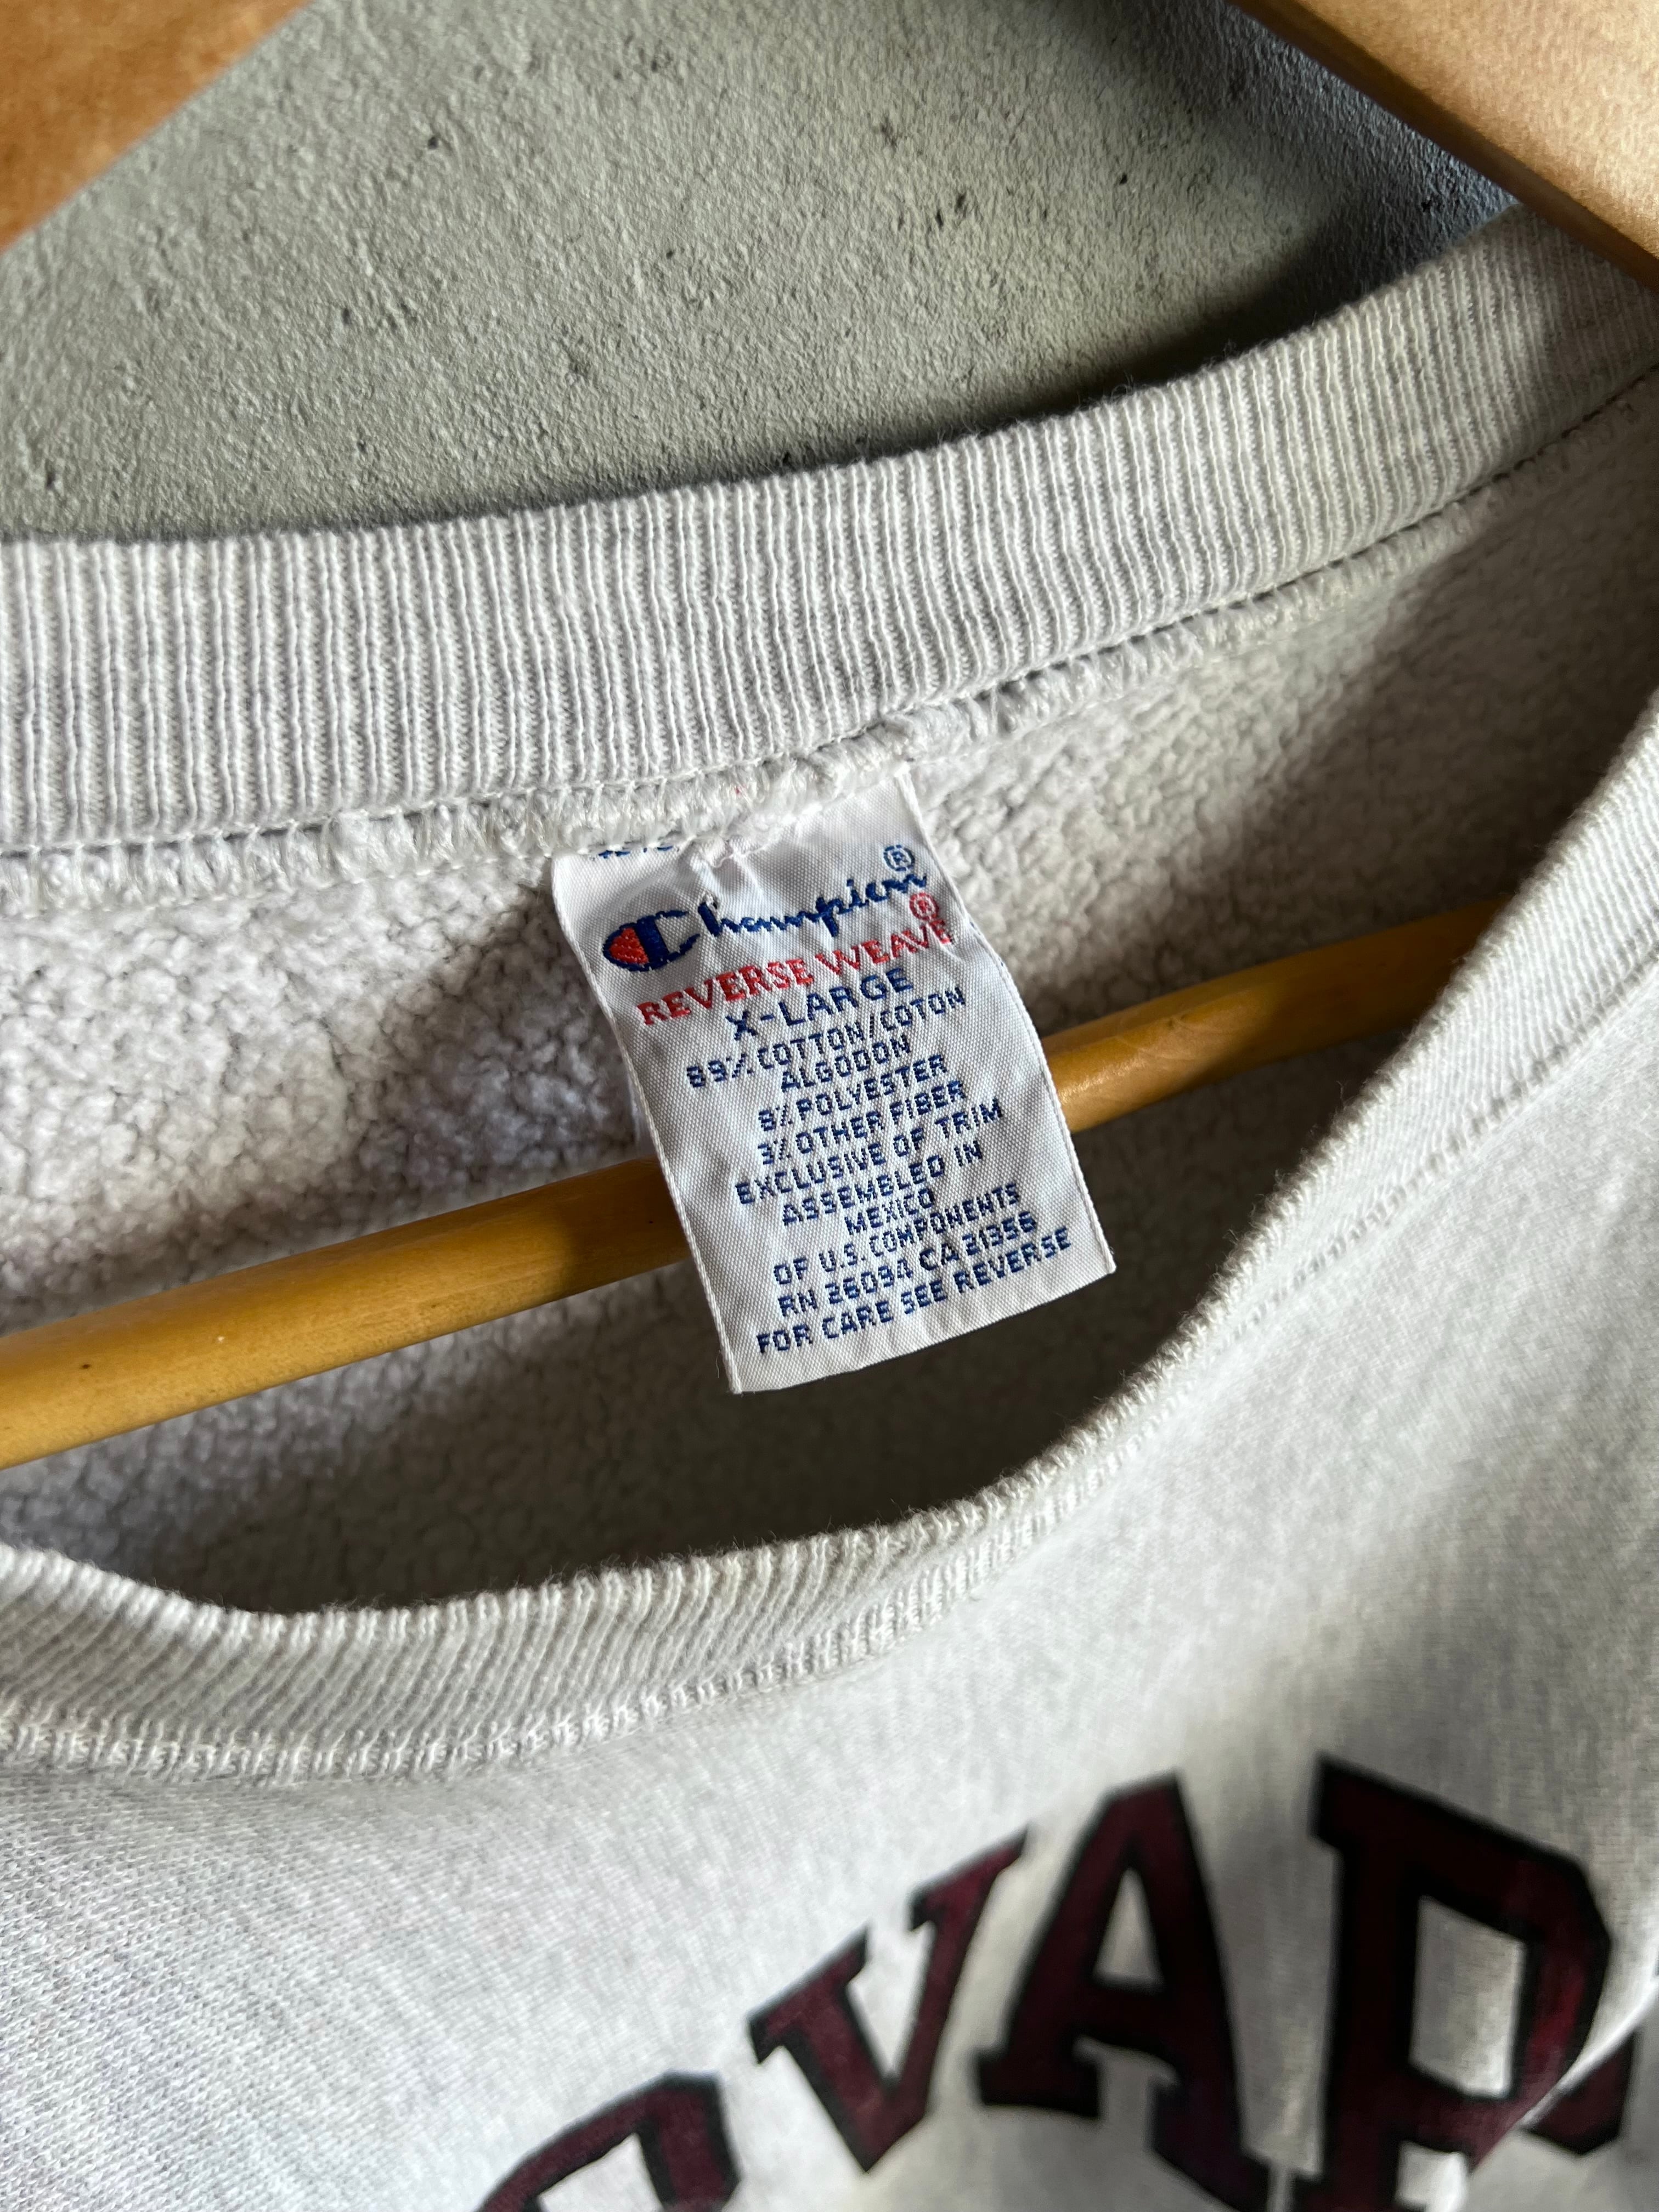 Champion®
REVERSE WEAVE®
X-LARGE
89% COTTON/COTON
ALGODON
8% POLYESTER
3% OTHER FIBER
EXCLUSIVE OF TRIM
ASSEMBLED IN
MEXICO
OF U.S. COMPONENTS
RN 26094 CA 21356
FOR CARE SEE REVERSE